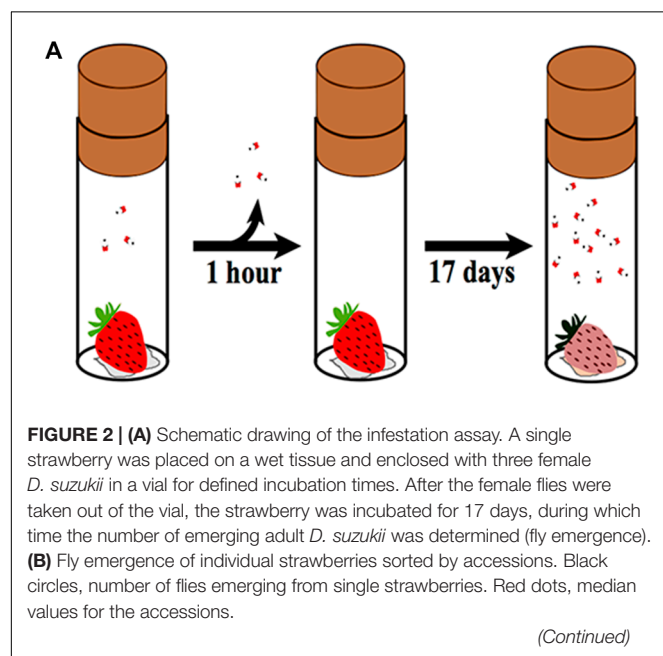 A
1 hour
17 days
FIGURE 2 | (A) Schematic drawing of the infestation assay. A single
strawberry was placed on a wet tissue and enclosed with three female
D. suzukii in a vial for defined incubation times. After the female flies were
taken out of the vial, the strawberry was incubated for 17 days, during which
time the number of emerging adult D. suzukii was determined (fly emergence).
(B) Fly emergence of individual strawberries sorted by accessions. Black
circles, number of flies emerging from single strawberries. Red dots, median
values for the accessions.
(Continued)